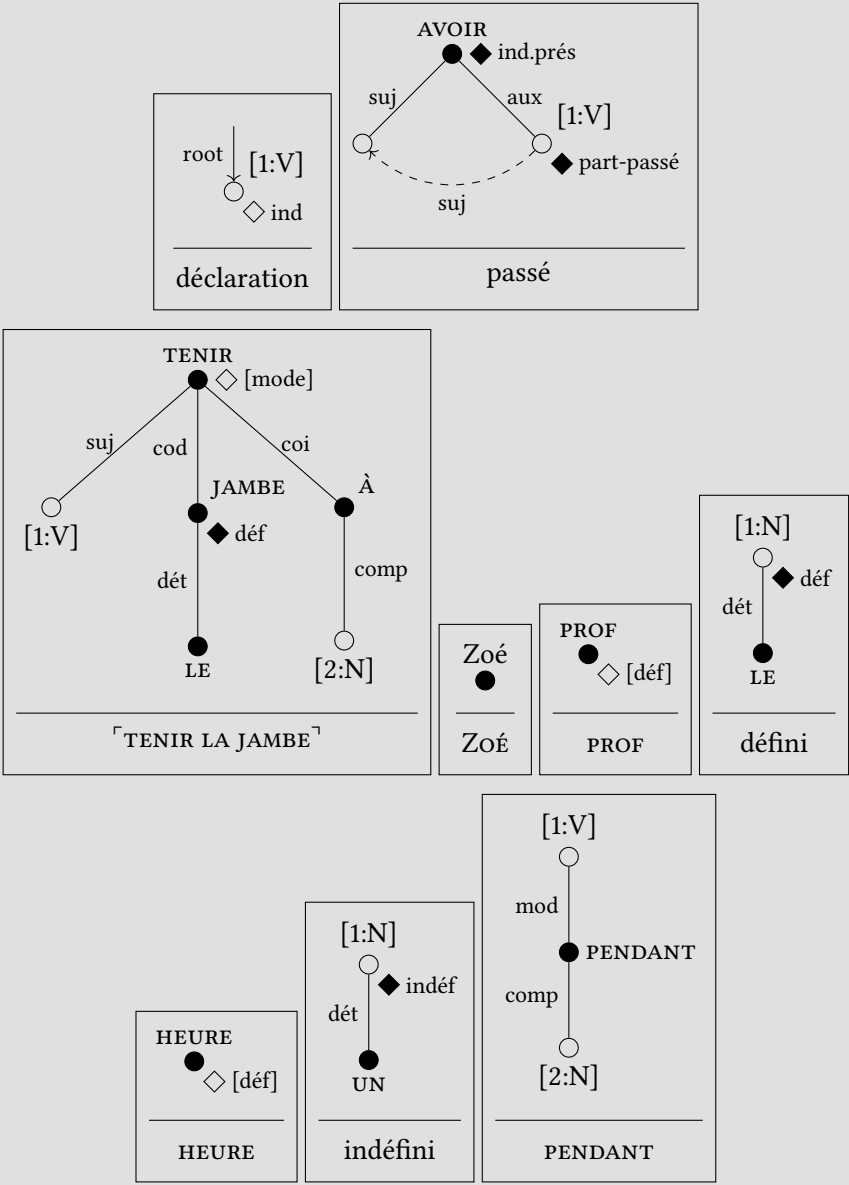 AVOIR
ind.prés
suj
aux
[1:V]
part-passé
suj
passé
root
[1:V]
ind
déclaration
TENIR
[mode]
suj
cod
coi
[1:V]
JAMBE
déf
À
dét
comp
LE
[2:N]
⌜TENIR LA JAMBE⌝
Zoé
ZOÉ
PROF
[déf]
PROF
[1:N]
déf
dét
LE
défini
HEURE
[déf]
HEURE
[1:N]
indéf
dét
UN
indéfini
[1:V]
mod
PENDANT
comp
[2:N]
PENDANT